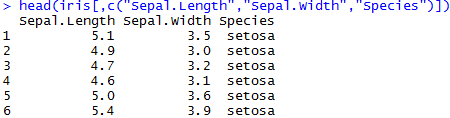 > head(iris[,c("Sepal.Length","Sepal.Width","Species")])
  Sepal.Length Sepal.Width Species
1          5.1         3.5  setosa
2          4.9         3.0  setosa
3          4.7         3.2  setosa
4          4.6         3.1  setosa
5          5.0         3.6  setosa
6          5.4         3.9  setosa